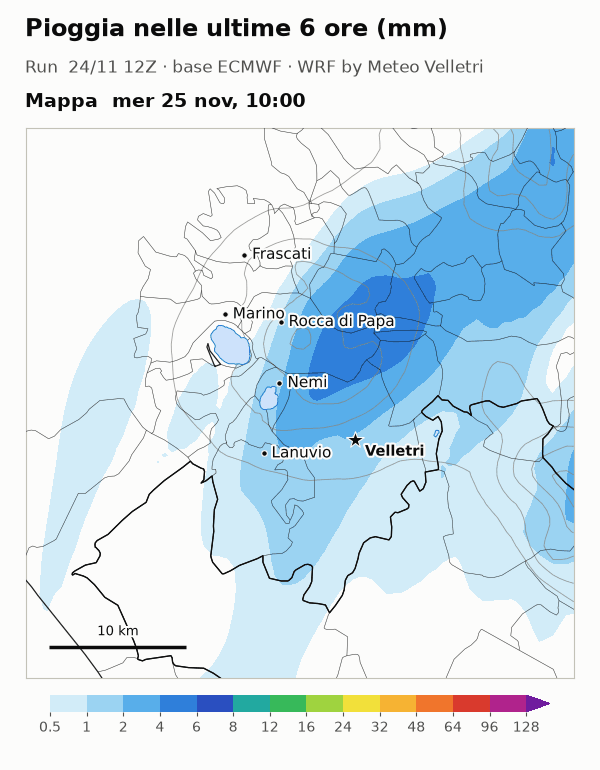 Pioggia nelle ultime 6 ore (mm)
Run  24/11 12Z · base ECMWF · WRF by Meteo Velletri
Mappa  mer 25 nov, 10:00
Frascati
Marino
Rocca di Papa
Nemi
Velletri
Lanuvio
10 km
0.5 1 2 4 6 8 12 16 24 32 48 64 96 128